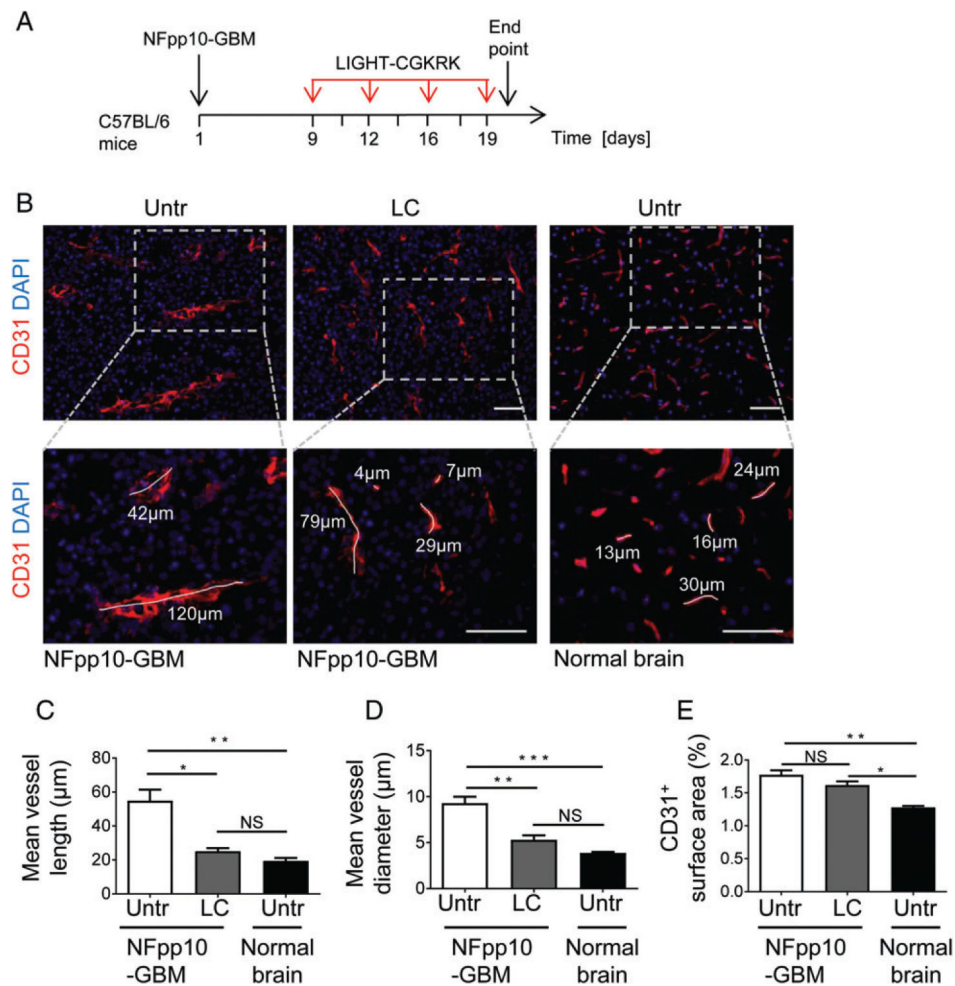 A
NFpp10-GBM
LIGHT-CGKRK
End
point
C57BL/6
mice
1
9
12
16
19
Time [days]
B
Untr
LC
Untr
CD31 DAPI
CD31 DAPI
42µm
120µm
4µm
7µm
79µm
29µm
24µm
16µm
13µm
30µm
NFpp10-GBM
NFpp10-GBM
Normal brain
C
Mean vessel
length (µm)
80
60
40
20
0
* *
*
NS
Untr
LC
Untr
NFpp10
-GBM
Normal
brain
D
Mean vessel
diameter (µm)
15
10
5
0
* * *
* *
NS
Untr
LC
Untr
NFpp10
-GBM
Normal
brain
E
CD31+
surface area (%)
2.0
1.5
1.0
0.5
0.0
* *
NS
*
Untr
LC
Untr
NFpp10
-GBM
Normal
brain